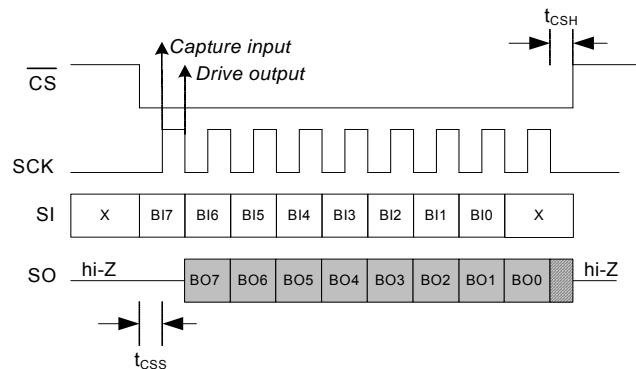 tCSH
Capture input
Drive output
CS
SCK
SI X BI7 BI6 BI5 BI4 BI3 BI2 BI1 BI0 X
SO hi-Z BO7 BO6 BO5 BO4 BO3 BO2 BO1 BO0 hi-Z
tCSS